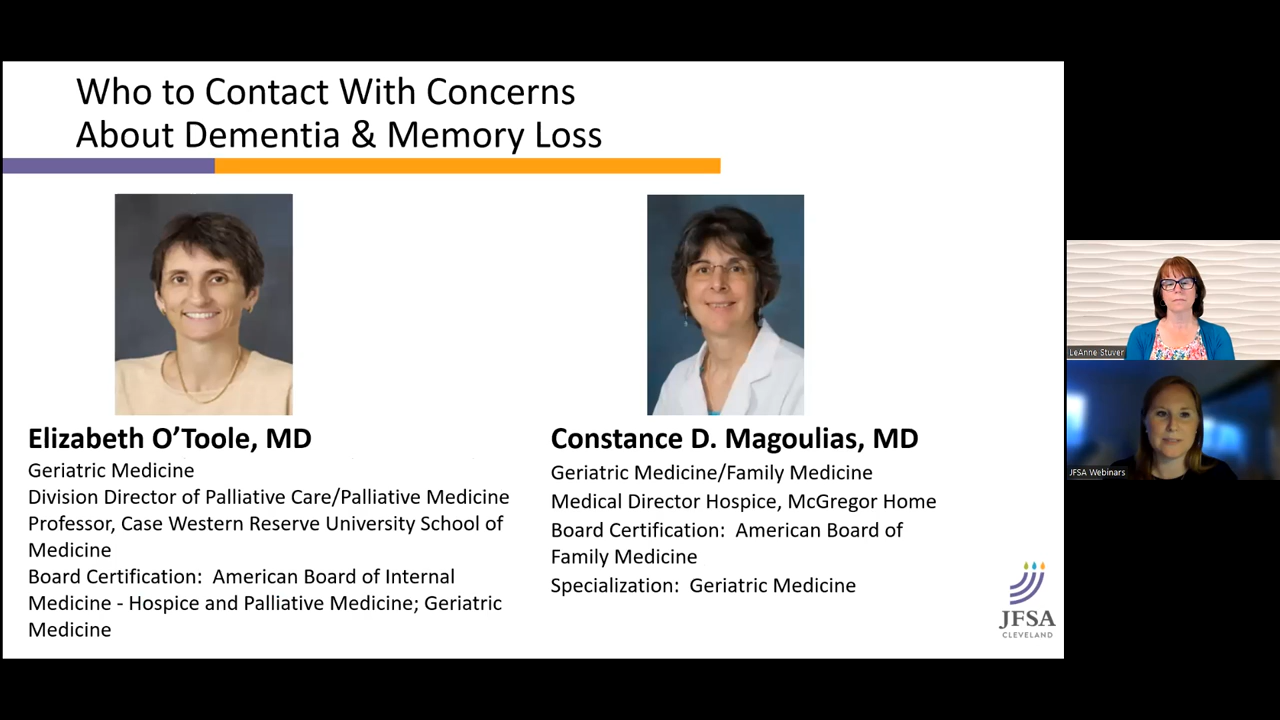 Who to Contact With Concerns
About Dementia & Memory Loss
Elizabeth O’Toole, MD
Geriatric Medicine
Division Director of Palliative Care/Palliative Medicine
Professor, Case Western Reserve University School of
Medicine
Board Certification:  American Board of Internal
Medicine - Hospice and Palliative Medicine; Geriatric
Medicine
Constance D. Magoulias, MD
Geriatric Medicine/Family Medicine
Medical Director Hospice, McGregor Home
Board Certification:  American Board of
Family Medicine
Specialization:  Geriatric Medicine
JFSA
CLEVELAND
LeAnne Stuver
JFSA Webinars